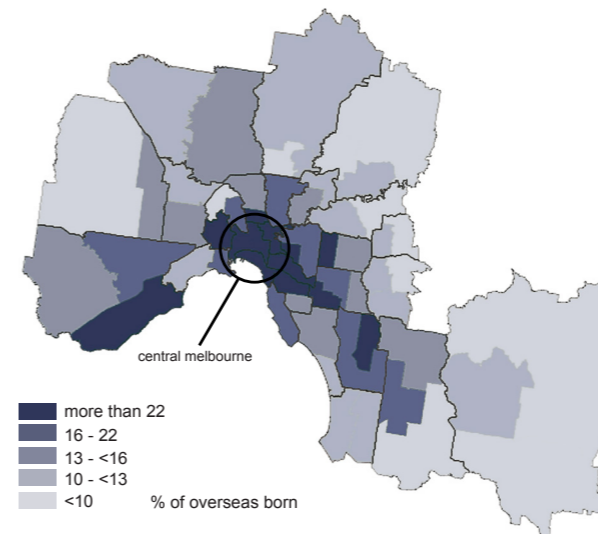 central melbourne
more than 22
16 - 22
13 - <16
10 - <13
<10 % of overseas born